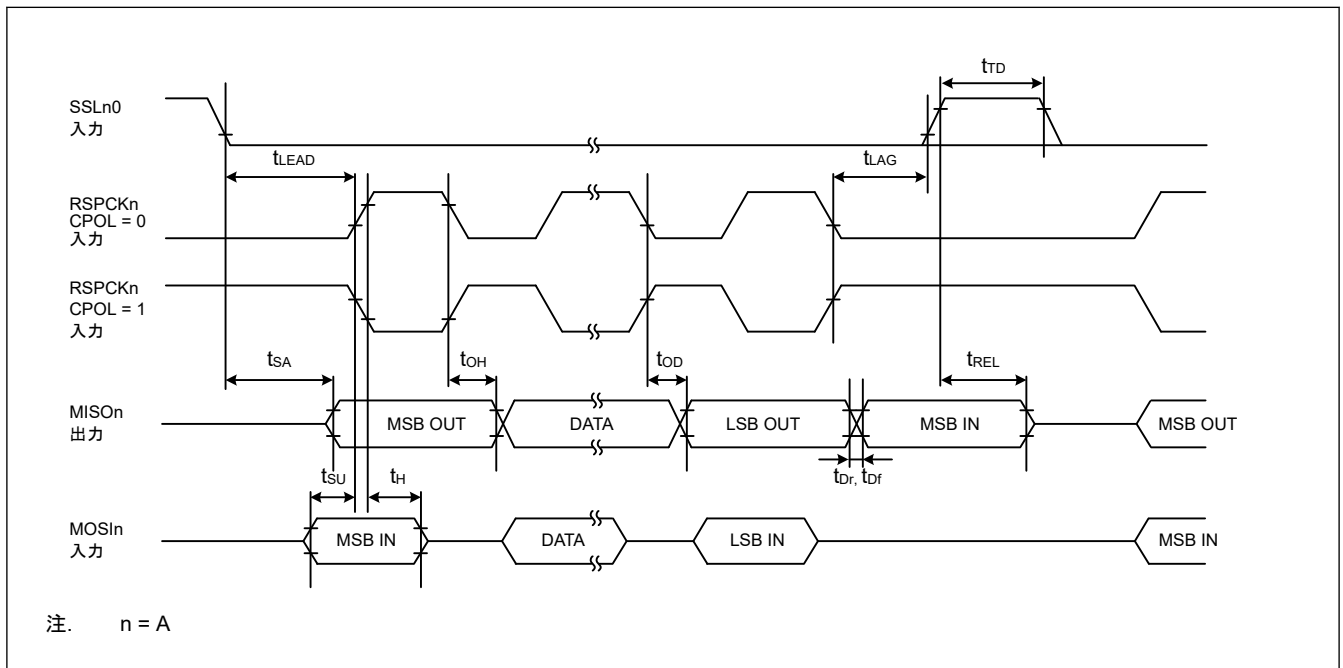 tTD
SSLn0
入力
tLEAD
tLAG
RSPCKn
CPOL = 0
入力
RSPCKn
CPOL = 1
入力
tSA
tOH
tOD
tREL
MISOn
出力
MSB OUT
DATA
LSB OUT
MSB IN
MSB OUT
tSU
tH
tDr, tDf
MOSIn
入力
MSB IN
DATA
LSB IN
MSB IN
注. n = A